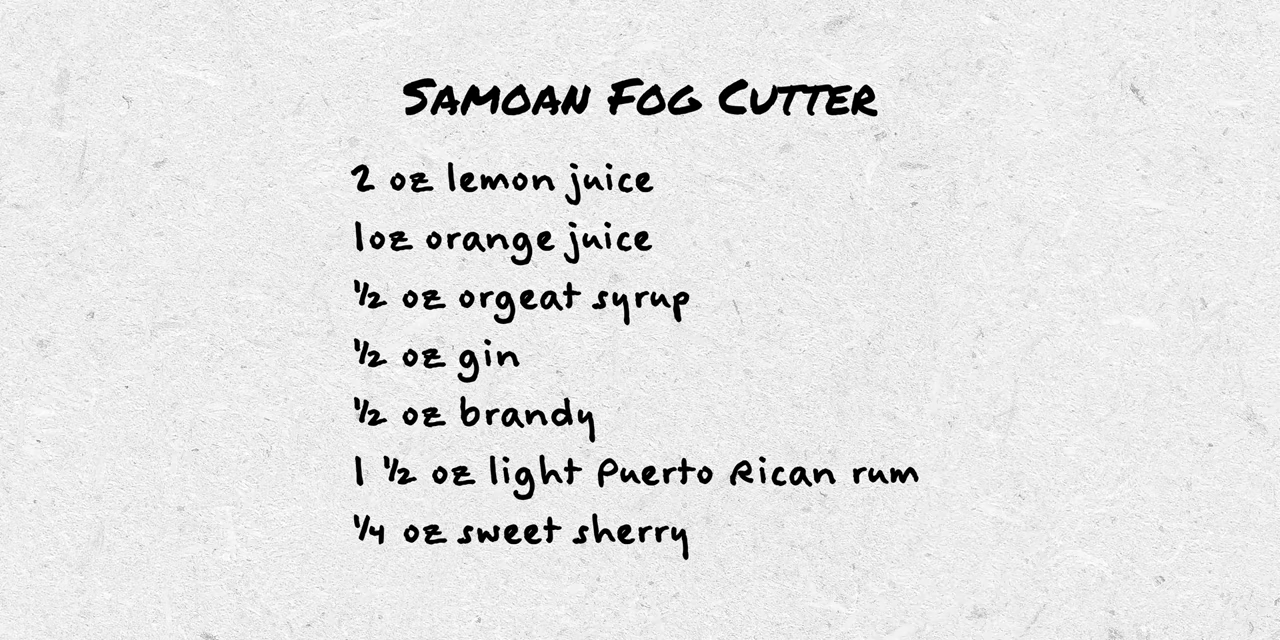 Samoan Fog Cutter
2 oz lemon juice
1oz orange juice
½ oz orgeat syrup
½ oz gin
½ oz brandy
1 ½ oz light Puerto Rican rum
¼ oz sweet sherry